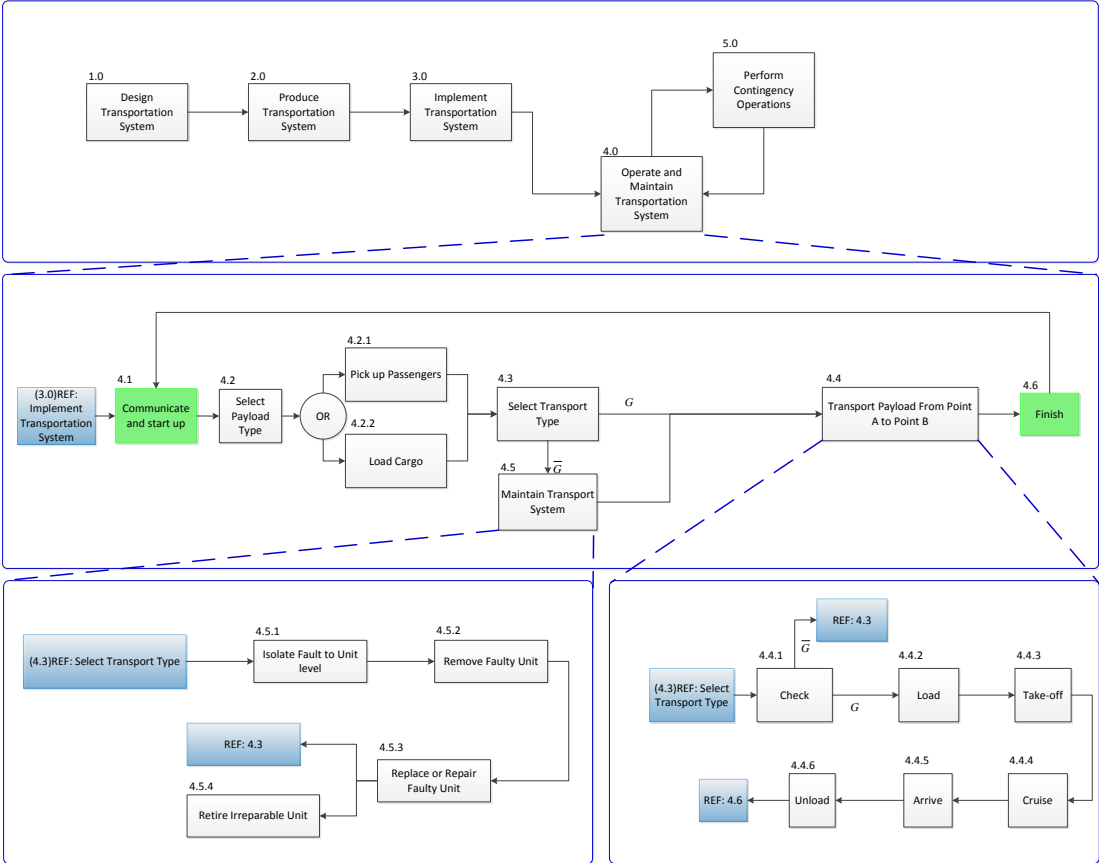 1.0
Design
Transportation
System
2.0
Produce
Transportation
System
3.0
Implement
Transportation
System
4.0
Operate and
Maintain
Transportation
System
5.0
Perform
Contingency
Operations
(3.0)REF:
Implement
Transportation
System
4.1
Communicate
and start up
4.2
Select
Payload
Type
OR
4.2.1
Pick up Passengers
4.2.2
Load Cargo
4.3
Select Transport
Type
G
G̅
4.5
Maintain Transport
System
4.4
Transport Payload From Point
A to Point B
4.6
Finish
(4.3)REF: Select Transport Type
4.5.1
Isolate Fault to Unit
level
4.5.2
Remove Faulty Unit
4.5.3
Replace or Repair
Faulty Unit
REF: 4.3
4.5.4
Retire Irreparable Unit
(4.3)REF: Select
Transport Type
4.4.1
Check
G̅
REF: 4.3
G
4.4.2
Load
4.4.3
Take-off
4.4.4
Cruise
4.4.5
Arrive
4.4.6
Unload
REF: 4.6